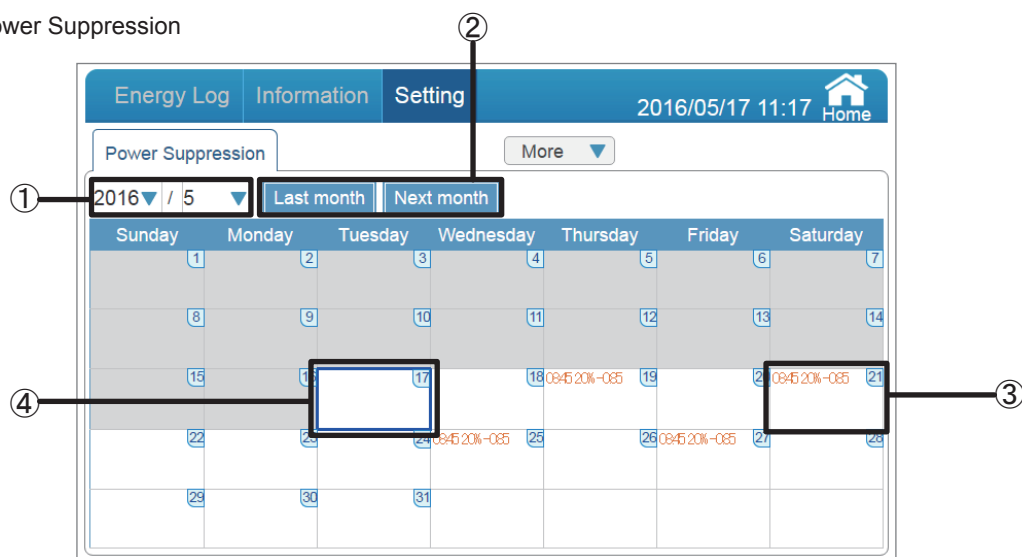 ower Suppression
②
Energy Log Information Setting 2016/05/17 11:17 Home
Power Suppression More ▼
① 2016▼ / 5 ▼ Last month Next month
Sunday Monday Tuesday Wednesday Thursday Friday Saturday
1 2 3 4 5 6 7
8 9 10 11 12 13 14
15 16 17 18 0845 20% -085 19 20 0845 20% -085 21
④ ③
22 23 24 0845 20% -085 25 26 0845 20% -085 27 28
29 30 31